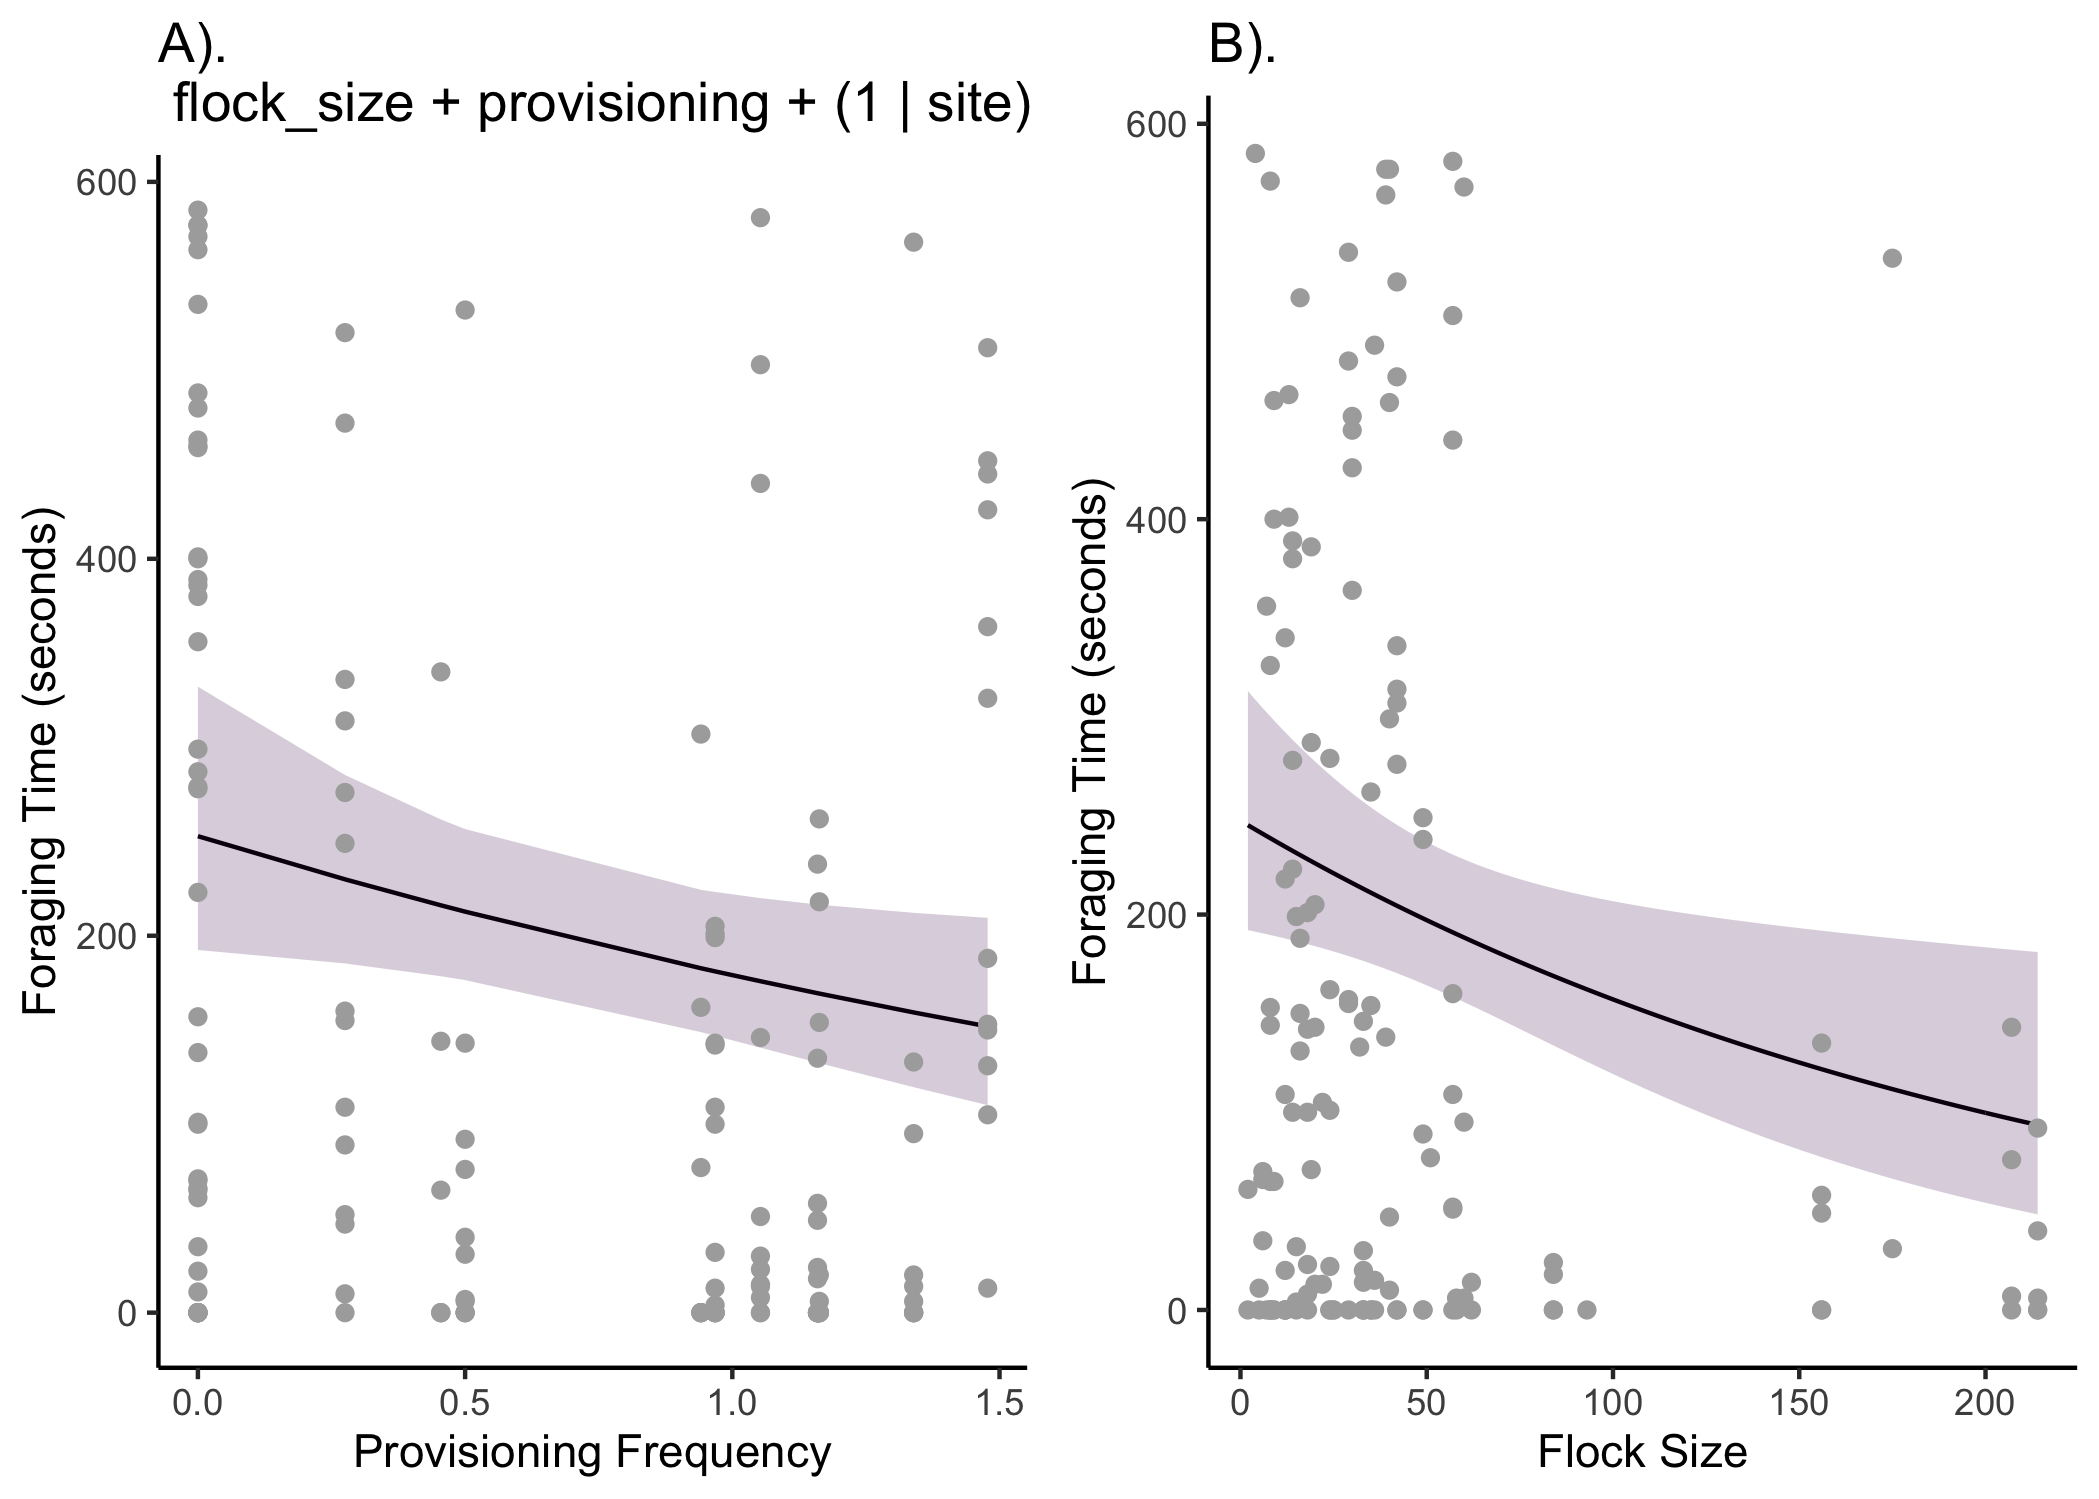 A).
flock_size + provisioning + (1 | site)
600
400
200
0
Foraging Time (seconds)
0.0 0.5 1.0 1.5
Provisioning Frequency
B).
600
400
200
0
Foraging Time (seconds)
0 50 100 150 200
Flock Size